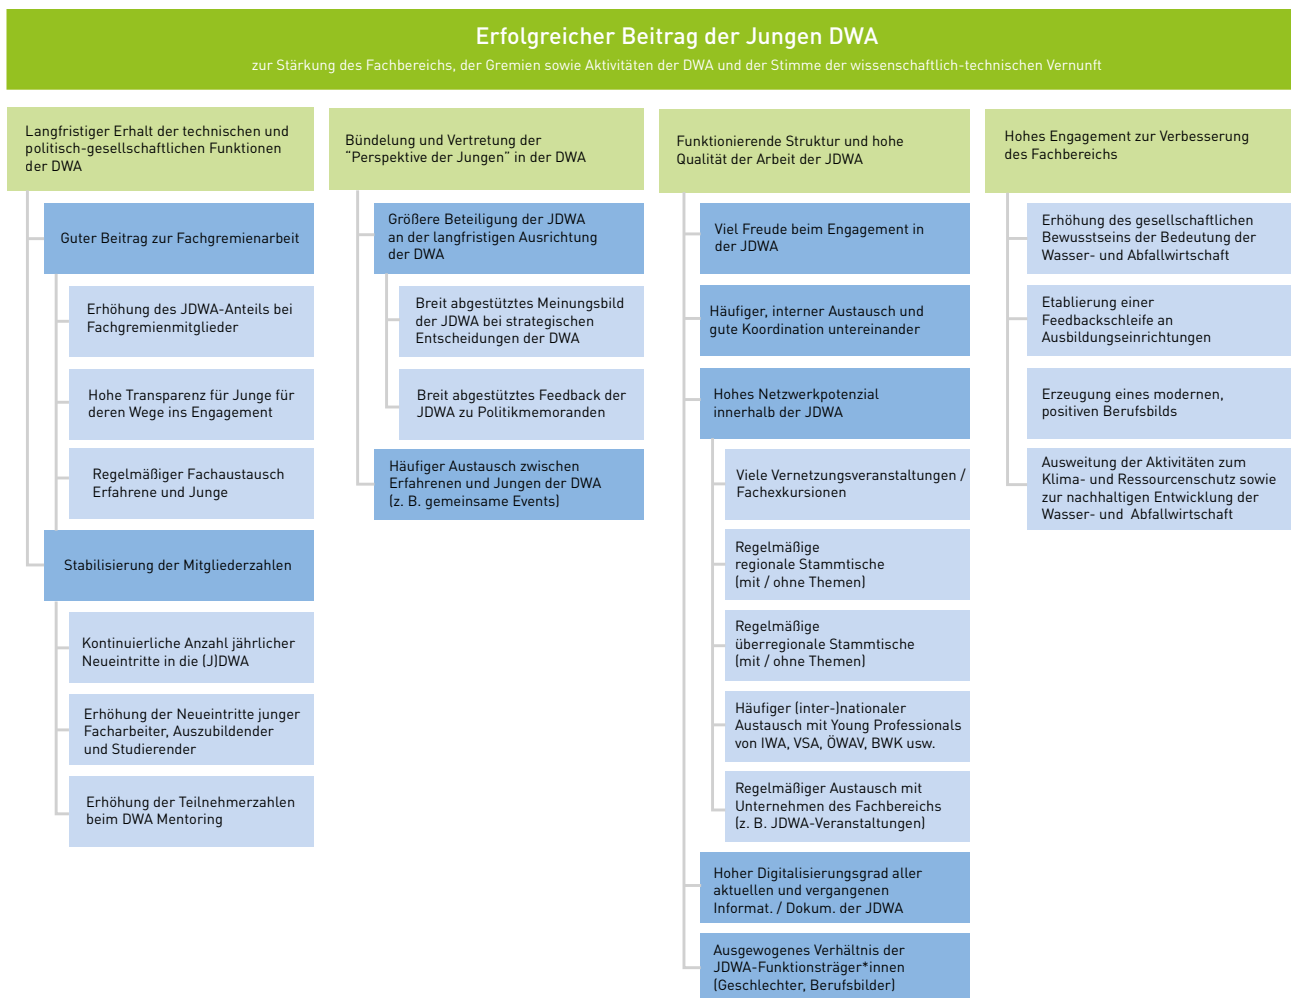 Erfolgreicher Beitrag der Jungen DWA
zur Stärkung des Fachbereichs, der Gremien sowie Aktivitäten der DWA und der Stimme der wissenschaftlich-technischen Vernunft
Langfristiger Erhalt der technischen und
politisch-gesellschaftlichen Funktionen
der DWA
Guter Beitrag zur Fachgremienarbeit
Erhöhung des JDWA-Anteils bei
Fachgremienmitglieder
Hohe Transparenz für Junge für
deren Wege ins Engagement
Regelmäßiger Fachaustausch
Erfahrene und Junge
Stabilisierung der Mitgliederzahlen
Kontinuierliche Anzahl jährlicher
Neueintritte in die (J)DWA
Erhöhung der Neueintritte junger
Facharbeiter, Auszubildender
und Studierender
Erhöhung der Teilnehmerzahlen
beim DWA Mentoring
Bündelung und Vertretung der
"Perspektive der Jungen" in der DWA
Größere Beteiligung der JDWA
an der langfristigen Ausrichtung
der DWA
Breit abgestütztes Meinungsbild
der JDWA bei strategischen
Entscheidungen der DWA
Breit abgestütztes Feedback der
JDWA zu Politikmemoranden
Häufiger Austausch zwischen
Erfahrenen und Jungen der DWA
(z. B. gemeinsame Events)
Funktionierende Struktur und hohe
Qualität der Arbeit der JDWA
Viel Freude beim Engagement in
der JDWA
Häufiger, interner Austausch und
gute Koordination untereinander
Hohes Netzwerkpotenzial
innerhalb der JDWA
Viele Vernetzungsveranstaltungen /
Fachexkursionen
Regelmäßige
regionale Stammtische
(mit / ohne Themen)
Regelmäßige
überregionale Stammtische
(mit / ohne Themen)
Häufiger (inter-)nationaler
Austausch mit Young Professionals
von IWA, VSA, ÖWAV, BWK usw.
Regelmäßiger Austausch mit
Unternehmen des Fachbereichs
(z. B. JDWA-Veranstaltungen)
Hoher Digitalisierungsgrad aller
aktuellen und vergangenen
Informat. / Dokum. der JDWA
Ausgewogenes Verhältnis der
JDWA-Funktionsträger*innen
(Geschlechter, Berufsbilder)
Hohes Engagement zur Verbesserung
des Fachbereichs
Erhöhung des gesellschaftlichen
Bewusstseins der Bedeutung der
Wasser- und Abfallwirtschaft
Etablierung einer
Feedbackschleife an
Ausbildungseinrichtungen
Erzeugung eines modernen,
positiven Berufsbilds
Ausweitung der Aktivitäten zum
Klima- und Ressourcenschutz sowie
zur nachhaltigen Entwicklung der
Wasser- und Abfallwirtschaft